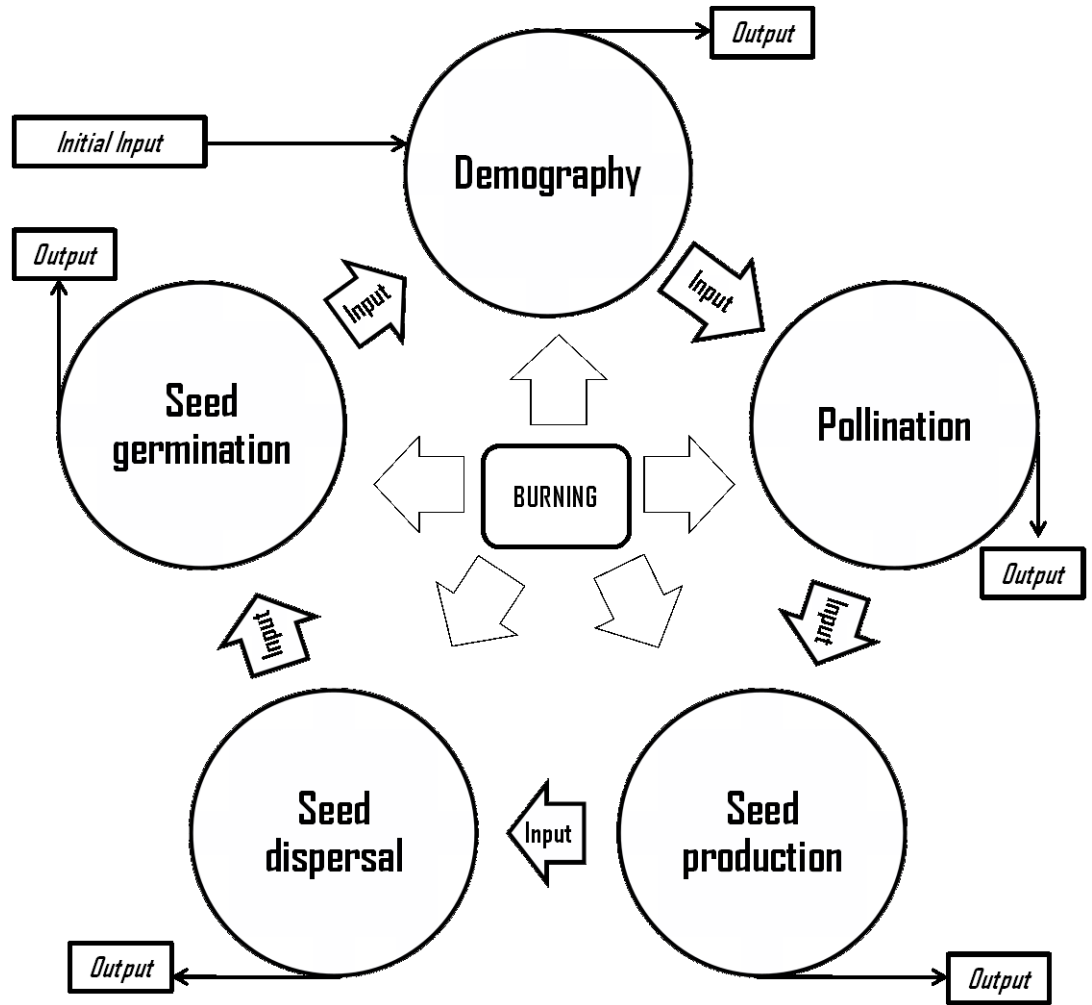 Output
Initial Input
Demography
Output
Input
Input
Seed
germination
Pollination
BURNING
Output
Input
Input
Seed
dispersal
Input
Seed
production
Output
Output